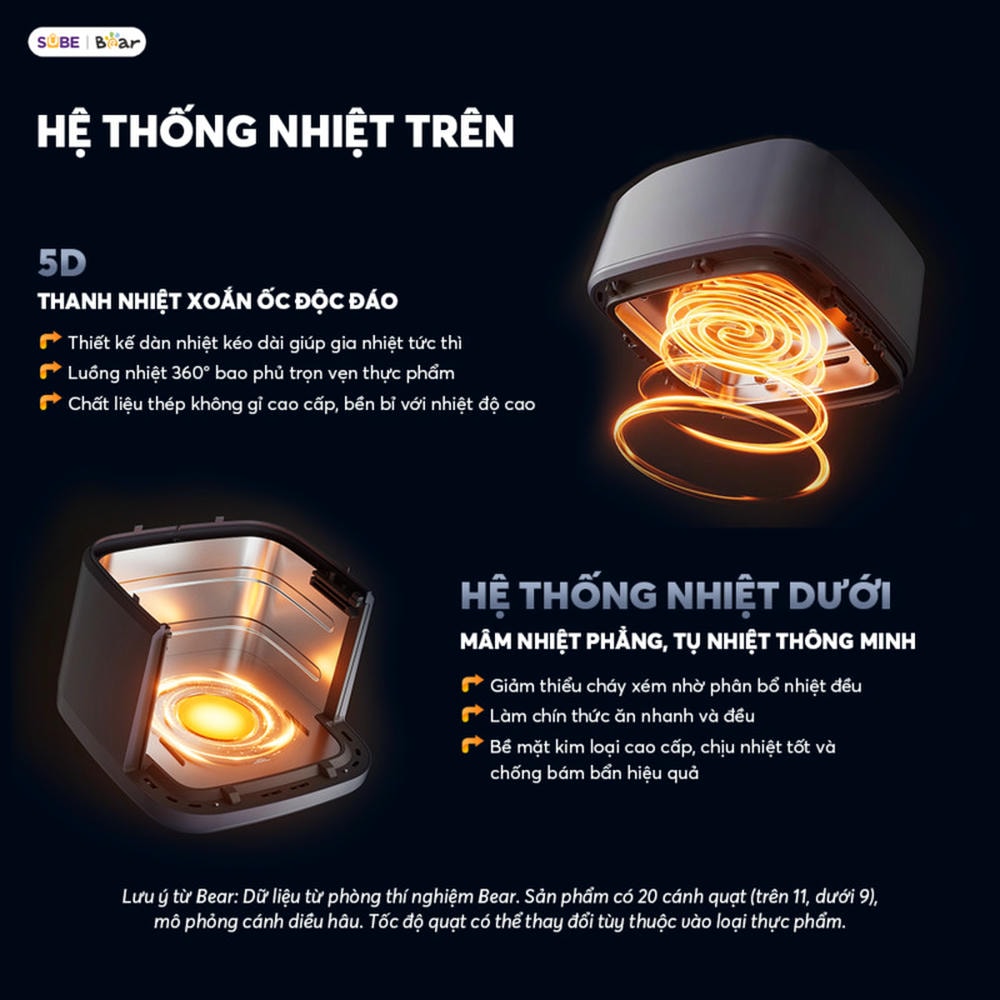 SUBE | Bear
HỆ THỐNG NHIỆT TRÊN
5D
THANH NHIỆT XOẮN ỐC ĐỘC ĐÁO
Thiết kế dàn nhiệt kéo dài giúp gia nhiệt tức thì
Luồng nhiệt 360° bao phủ trọn vẹn thực phẩm
Chất liệu thép không gỉ cao cấp, bền bỉ với nhiệt độ cao
HỆ THỐNG NHIỆT DƯỚI
MÂM NHIỆT PHẲNG, TỤ NHIỆT THÔNG MINH
Giảm thiểu cháy xém nhờ phân bổ nhiệt đều
Làm chín thức ăn nhanh và đều
Bề mặt kim loại cao cấp, chịu nhiệt tốt và
chống bám bẩn hiệu quả
Lưu ý từ Bear: Dữ liệu từ phòng thí nghiệm Bear. Sản phẩm có 20 cánh quạt (trên 11, dưới 9),
mô phỏng cánh diều hâu. Tốc độ quạt có thể thay đổi tùy thuộc vào loại thực phẩm.